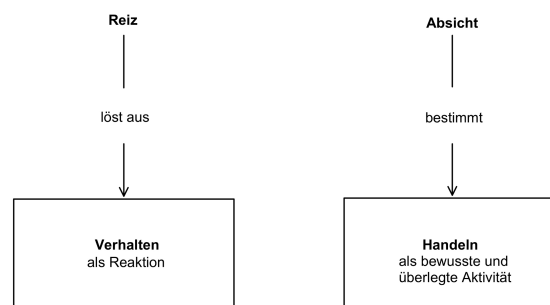 Reiz
löst aus
Verhalten
als Reaktion
Absicht
bestimmt
Handeln
als bewusste und
überlegte Aktivität